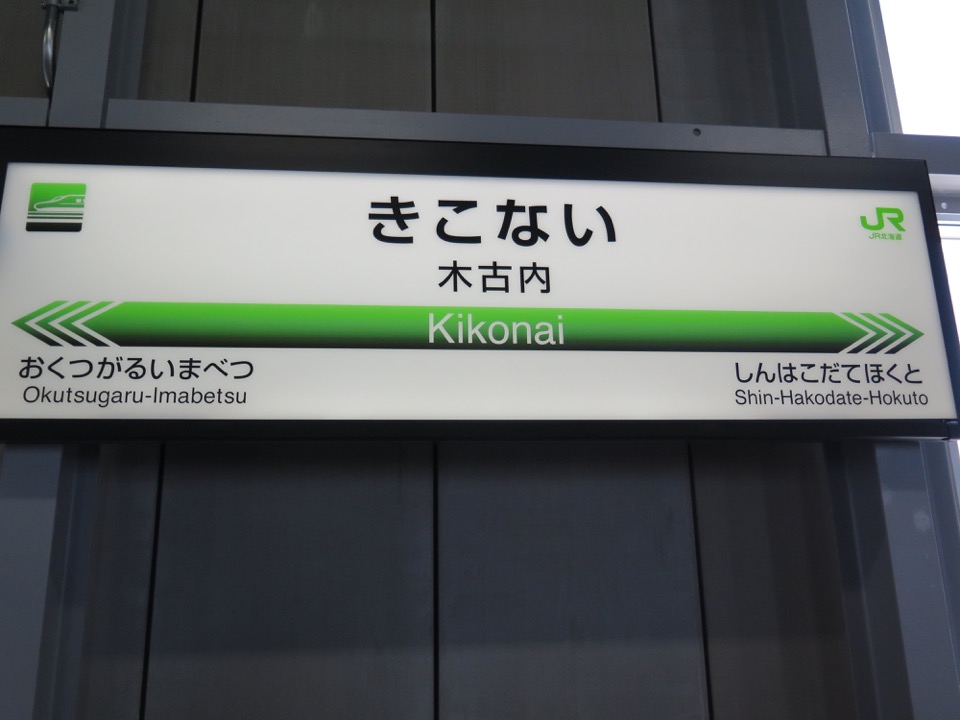 きこない
JR
JR北海道
木古内
Kikonai
おくつがるいまべつ
Okutsugaru-Imabetsu
しんはこだてほくと
Shin-Hakodate-Hokuto